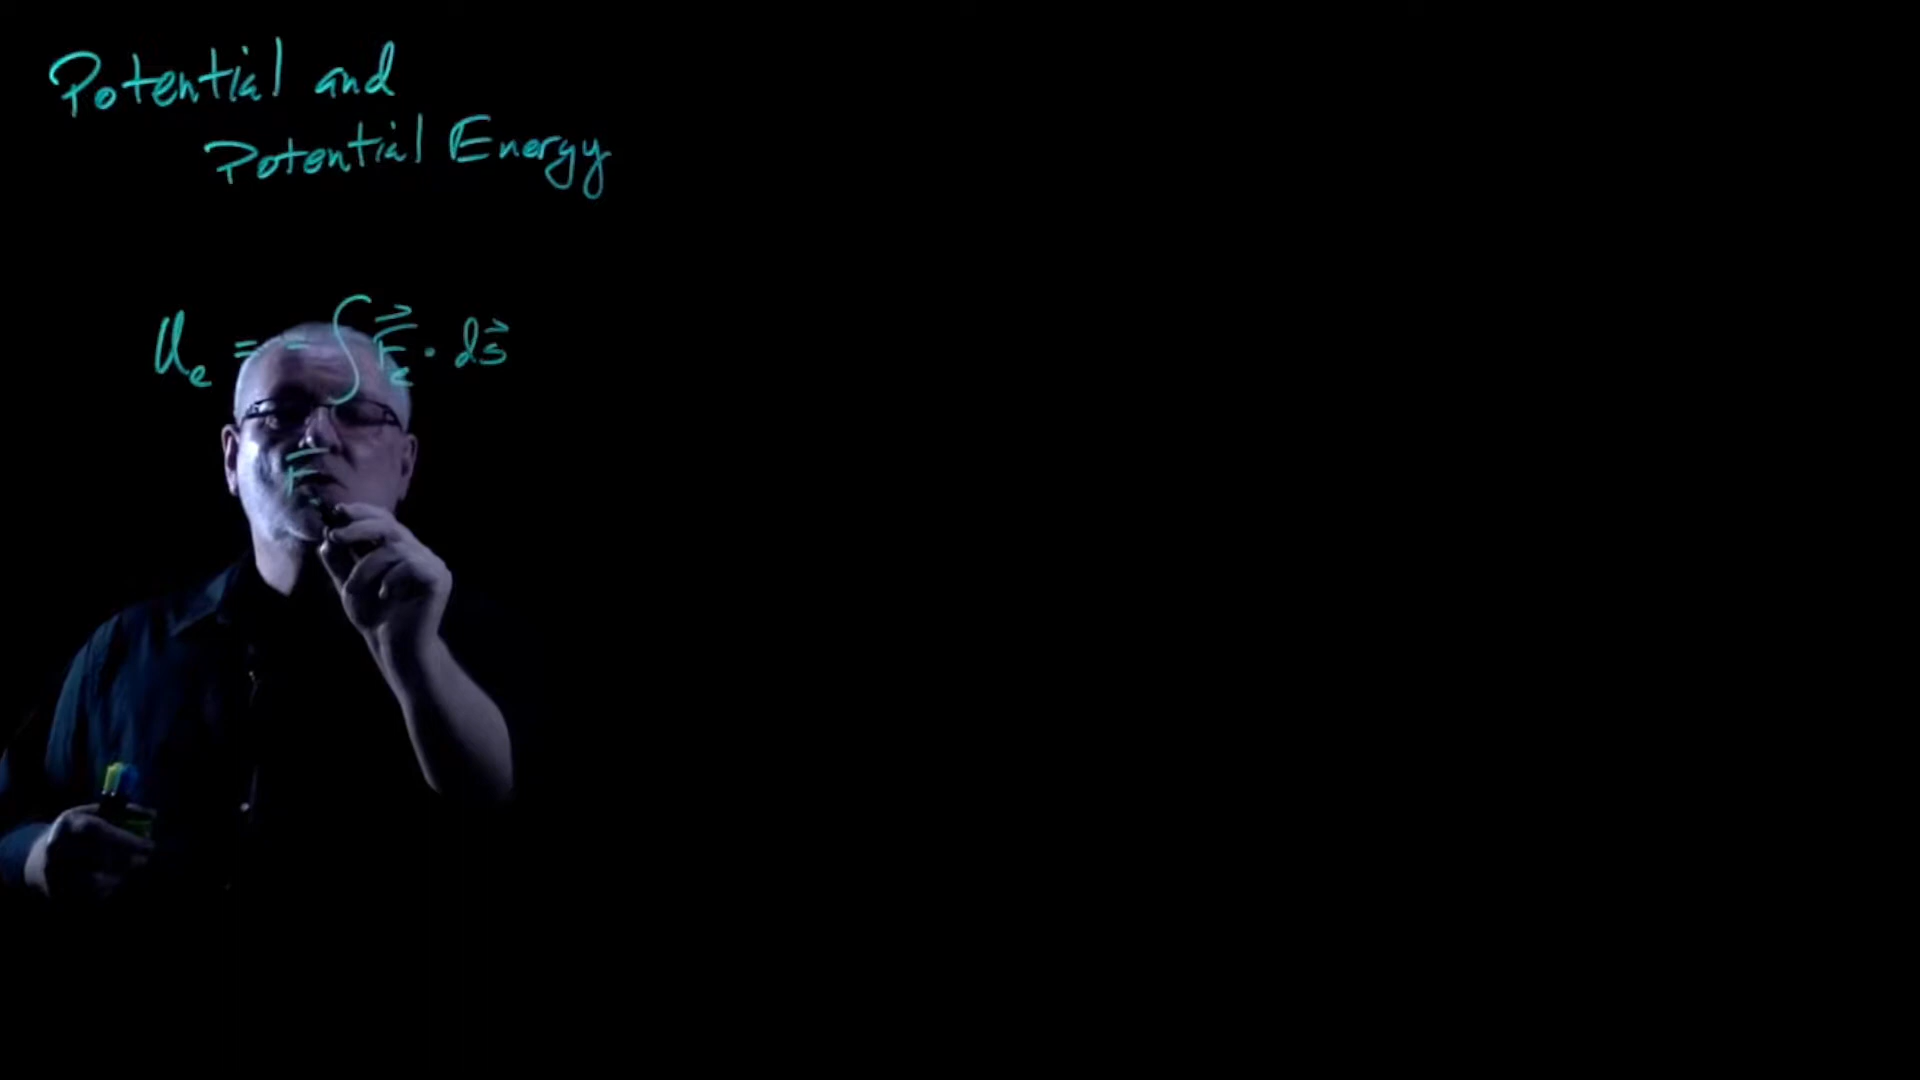 Potential and
Potential Energy
U_e = - ∫ F⃗_e · ds⃗
F